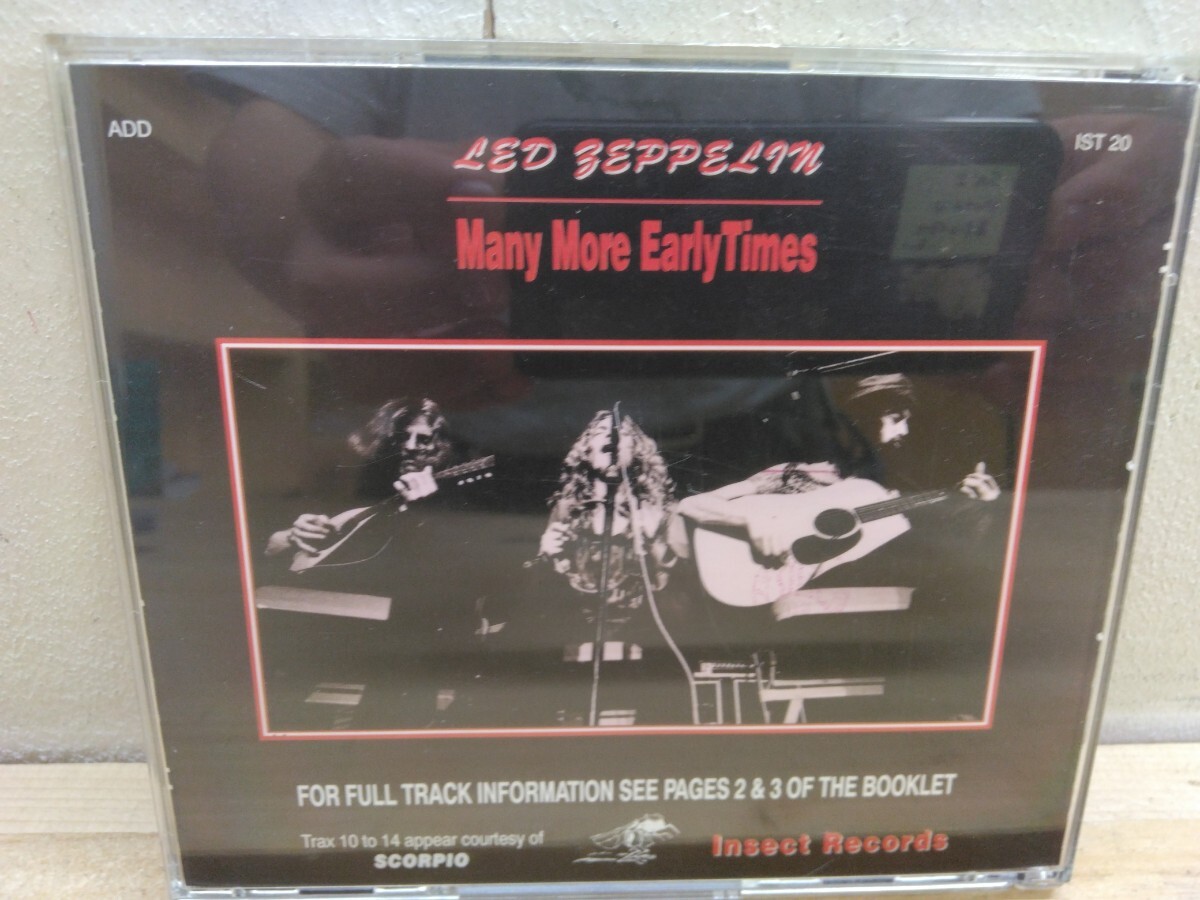 ADD
IST 20
LED ZEPPELIN
Many More EarlyTimes
FOR FULL TRACK INFORMATION SEE PAGES 2 & 3 OF THE BOOKLET
Trax 10 to 14 appear courtesy of
SCORPIO
Insect Records